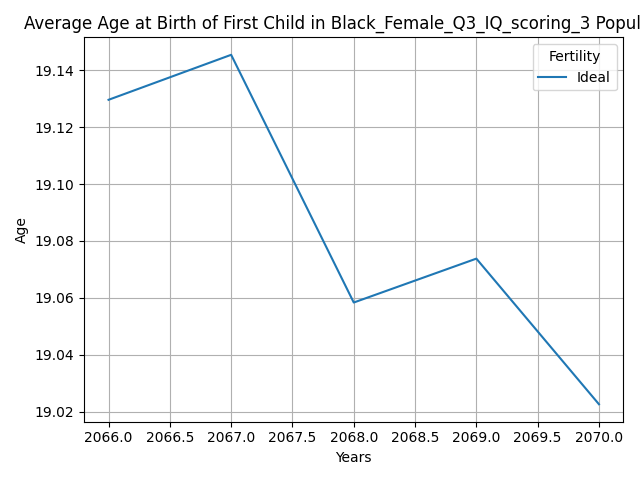 Average Age at Birth of First Child in Black_Female_Q3_IQ_scoring_3 Popul
Fertility
Ideal
19.14
19.12
19.10
19.08
19.06
19.04
19.02
Age
2066.0 2066.5 2067.0 2067.5 2068.0 2068.5 2069.0 2069.5 2070.0
Years